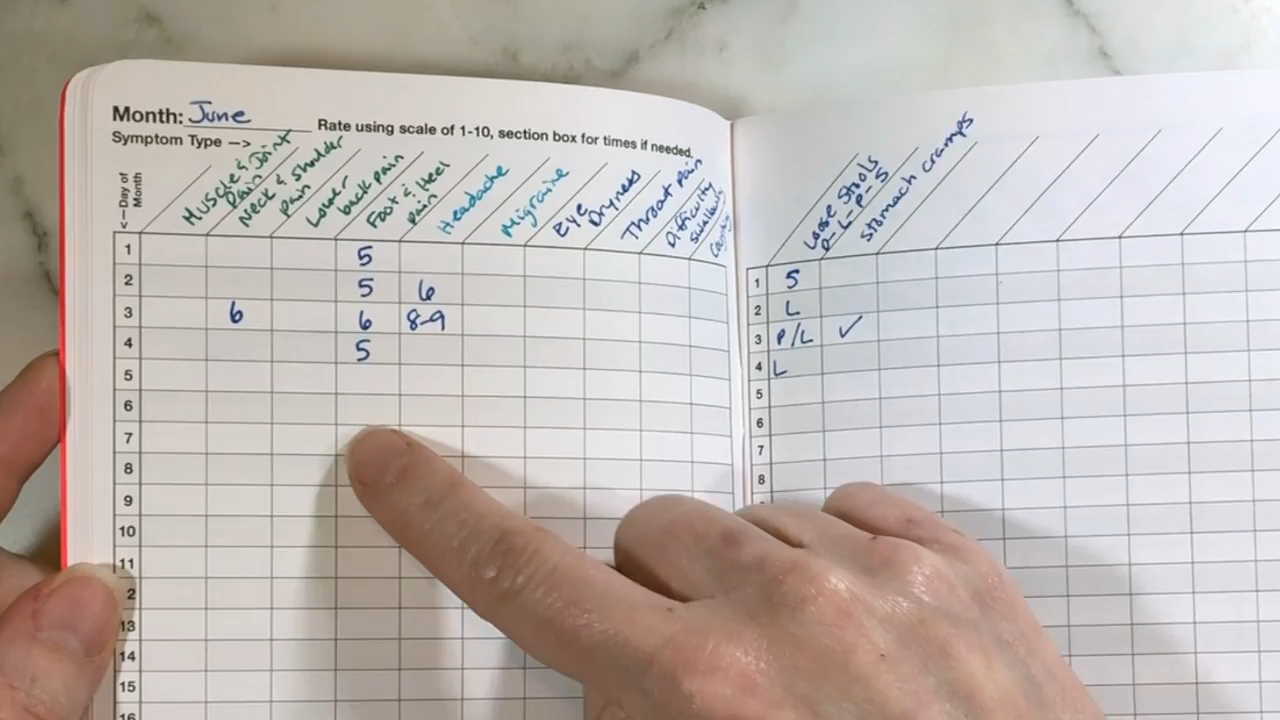 Month: June
Rate using scale of 1-10, section box for times if needed.
Symptom Type —>
<— Day of Month
Muscle & Joint Pain
Neck & shoulder pain
Lower back pain
Foot & Heel pain
Headache
Migraine
Eye Dryness
Throat pain
Difficulty swallowing
1 5
2 5 6
3 6 6 8-9
4 5
5
6
7
8
9
10
11
2
13
14
15
16
Loose Stools
P-L-P-S
Stomach cramps
1 S
2 L
3 P/L ✓
4 L
5
6
7
8